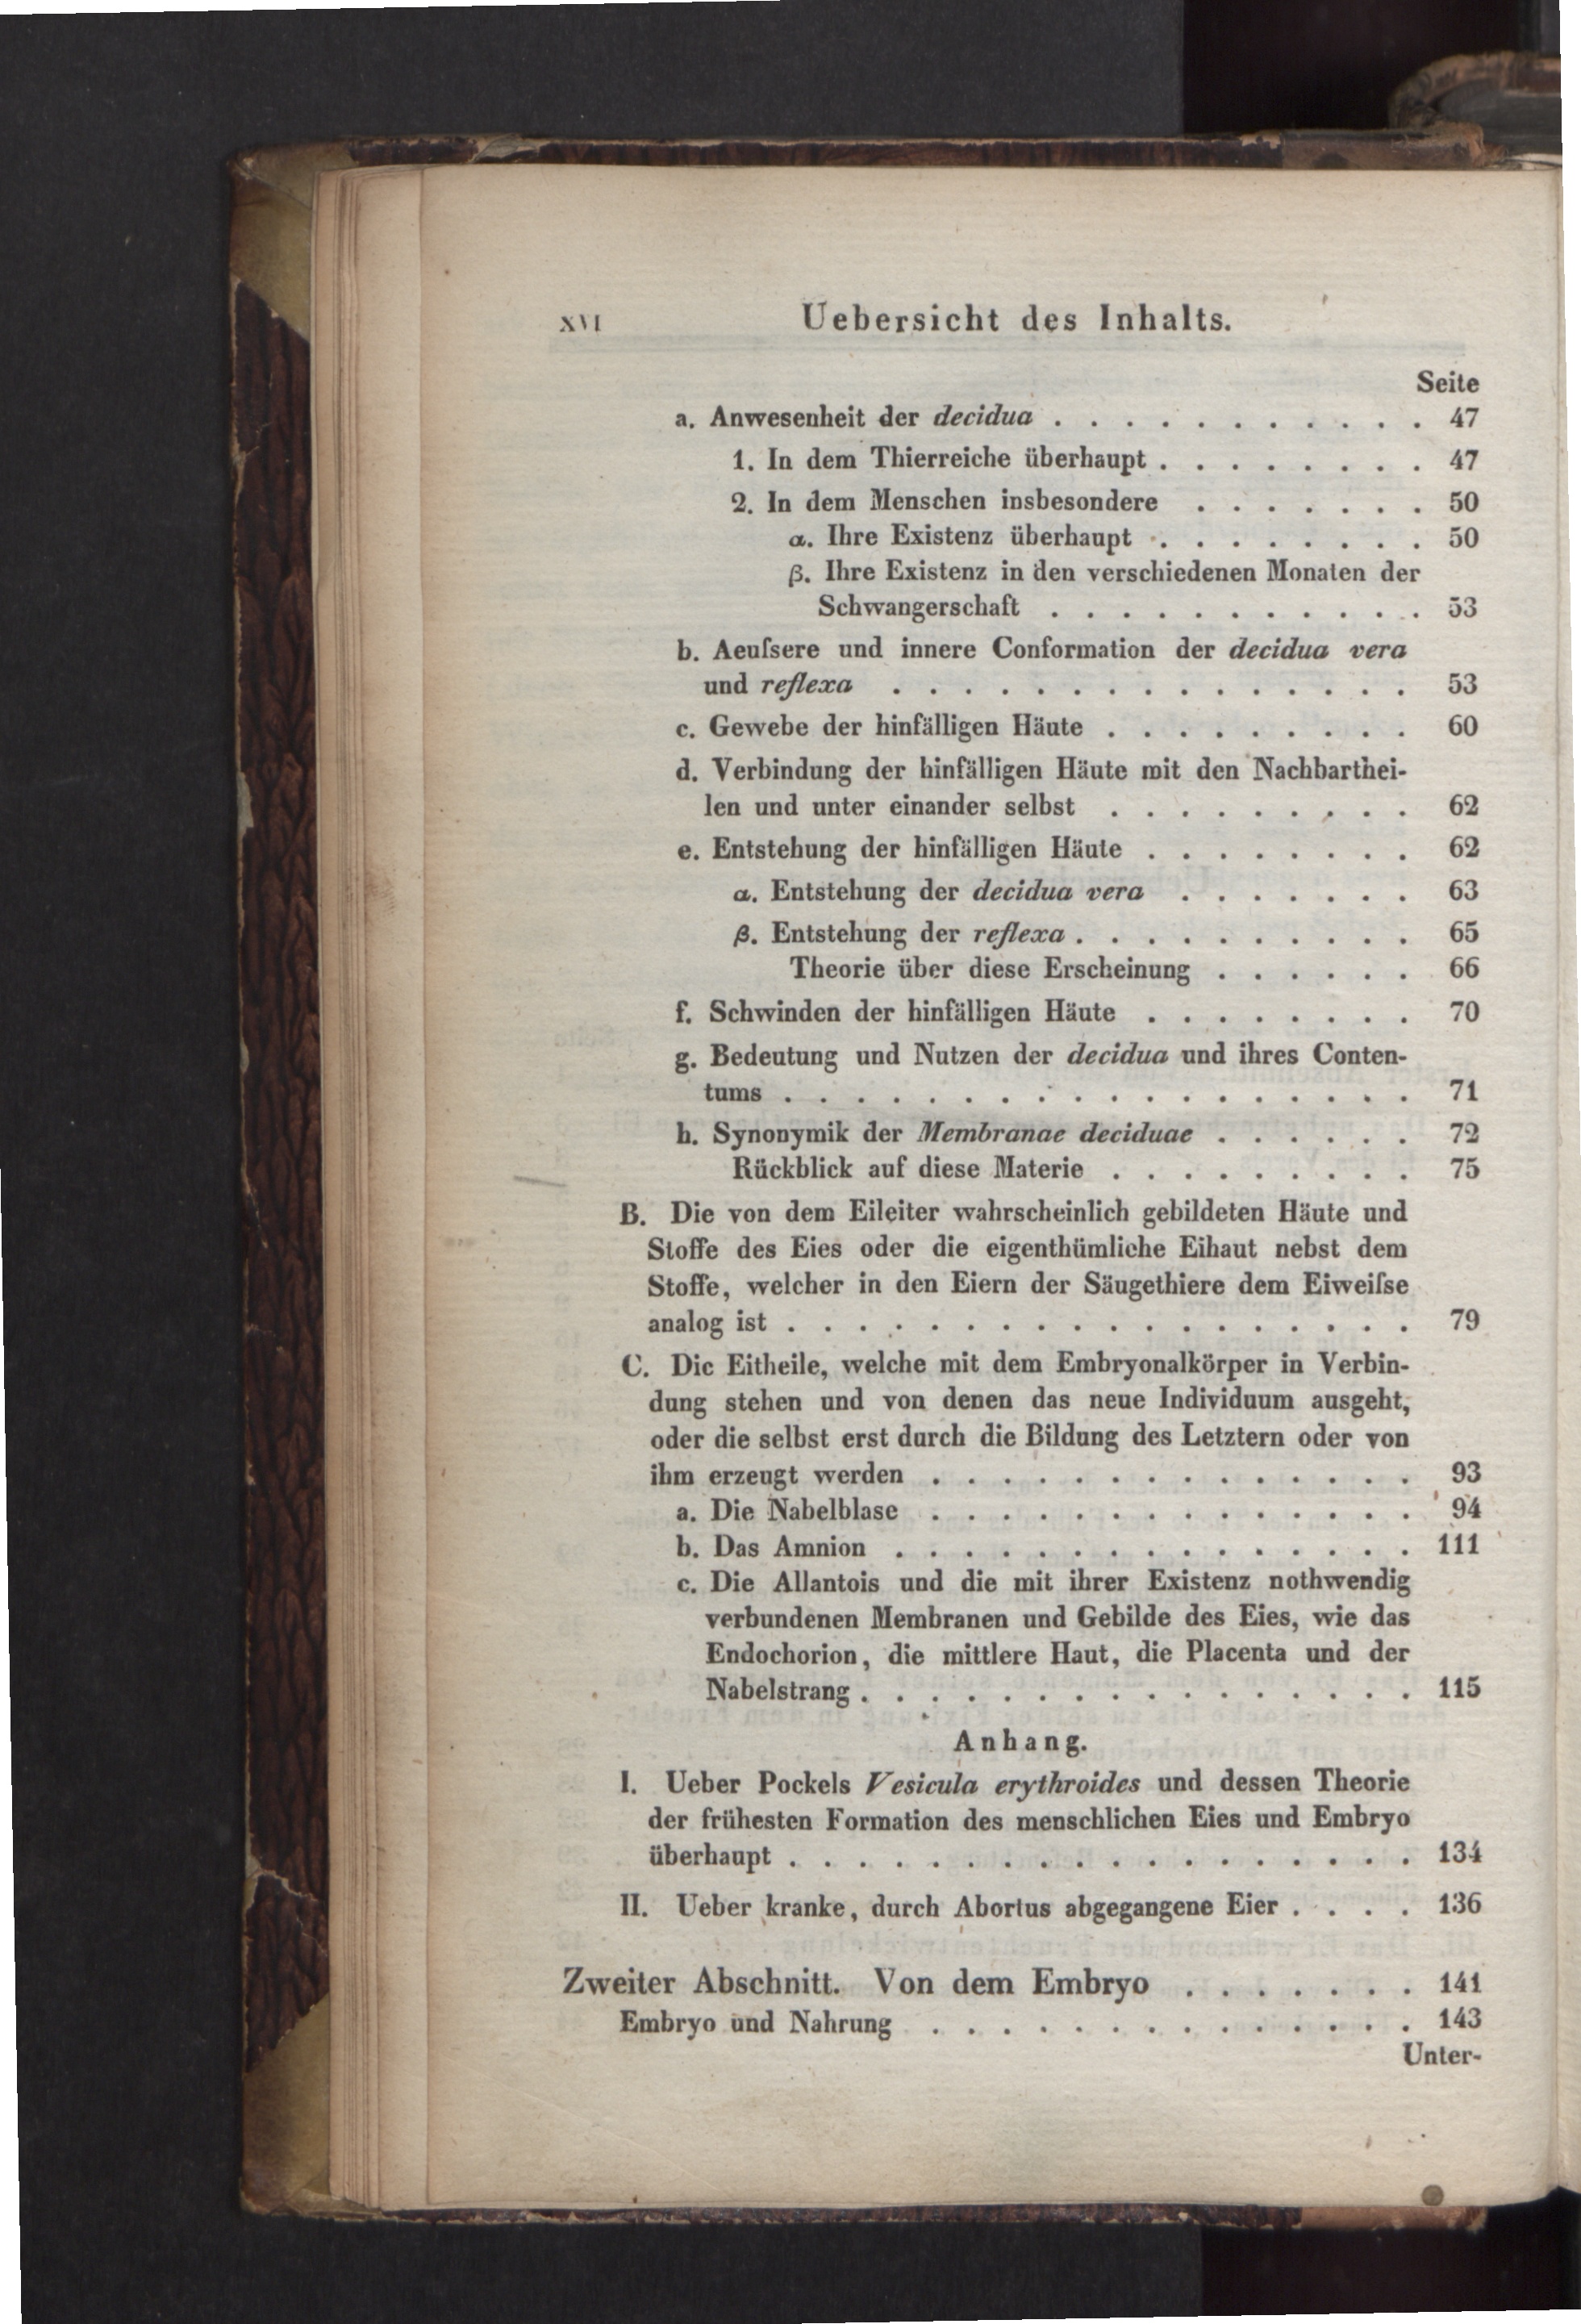 XVI Uebersicht des Inhalts.
Seite
a. Anwesenheit der decidua . . . . . . . . . . . 47
1. In dem Thierreiche überhaupt . . . . . . . . 47
2. In dem Menschen insbesondere . . . . . . . 50
α. Ihre Existenz überhaupt . . . . . . . . 50
β. Ihre Existenz in den verschiedenen Monaten der
Schwangerschaft . . . . . . . . . . . 53
b. Aeuſsere und innere Conformation der decidua vera
und reflexa . . . . . . . . . . . . . . . 53
c. Gewebe der hinfälligen Häute . . . . . . . . . 60
d. Verbindung der hinfälligen Häute mit den Nachbarthei-
len und unter einander selbst . . . . . . . . . 62
e. Entstehung der hinfälligen Häute . . . . . . . . 62
α. Entstehung der decidua vera . . . . . . . 63
β. Entstehung der reflexa . . . . . . . . . . 65
Theorie über diese Erscheinung . . . . . . 66
f. Schwinden der hinfälligen Häute . . . . . . . . 70
g. Bedeutung und Nutzen der decidua und ihres Conten-
tums . . . . . . . . . . . . . . . . . . 71
h. Synonymik der Membranae deciduae . . . . . . 72
Rückblick auf diese Materie . . . . . . . . . 75
B. Die von dem Eileiter wahrscheinlich gebildeten Häute und
Stoffe des Eies oder die eigenthümliche Eihaut nebst dem
Stoffe, welcher in den Eiern der Säugethiere dem Eiweiſse
analog ist . . . . . . . . . . . . . . . . . . 79
C. Die Eitheile, welche mit dem Embryonalkörper in Verbin-
dung stehen und von denen das neue Individuum ausgeht,
oder die selbst erst durch die Bildung des Letztern oder von
ihm erzeugt werden . . . . . . . . . . . . . . 93
a. Die Nabelblase . . . . . . . . . . . . . . 94
b. Das Amnion . . . . . . . . . . . . . . . 111
c. Die Allantois und die mit ihrer Existenz nothwendig
verbundenen Membranen und Gebilde des Eies, wie das
Endochorion, die mittlere Haut, die Placenta und der
Nabelstrang . . . . . . . . . . . . . . . . 115
Anhang.
I. Ueber Pockels Vesicula erythroides und dessen Theorie
der frühesten Formation des menschlichen Eies und Embryo
überhaupt . . . . . . . . . . . . . . . . . . 134
II. Ueber kranke, durch Abortus abgegangene Eier . . . . 136
Zweiter Abschnitt. Von dem Embryo . . . . . . . 141
Embryo und Nahrung . . . . . . . . . . . . . . 143
Unter-